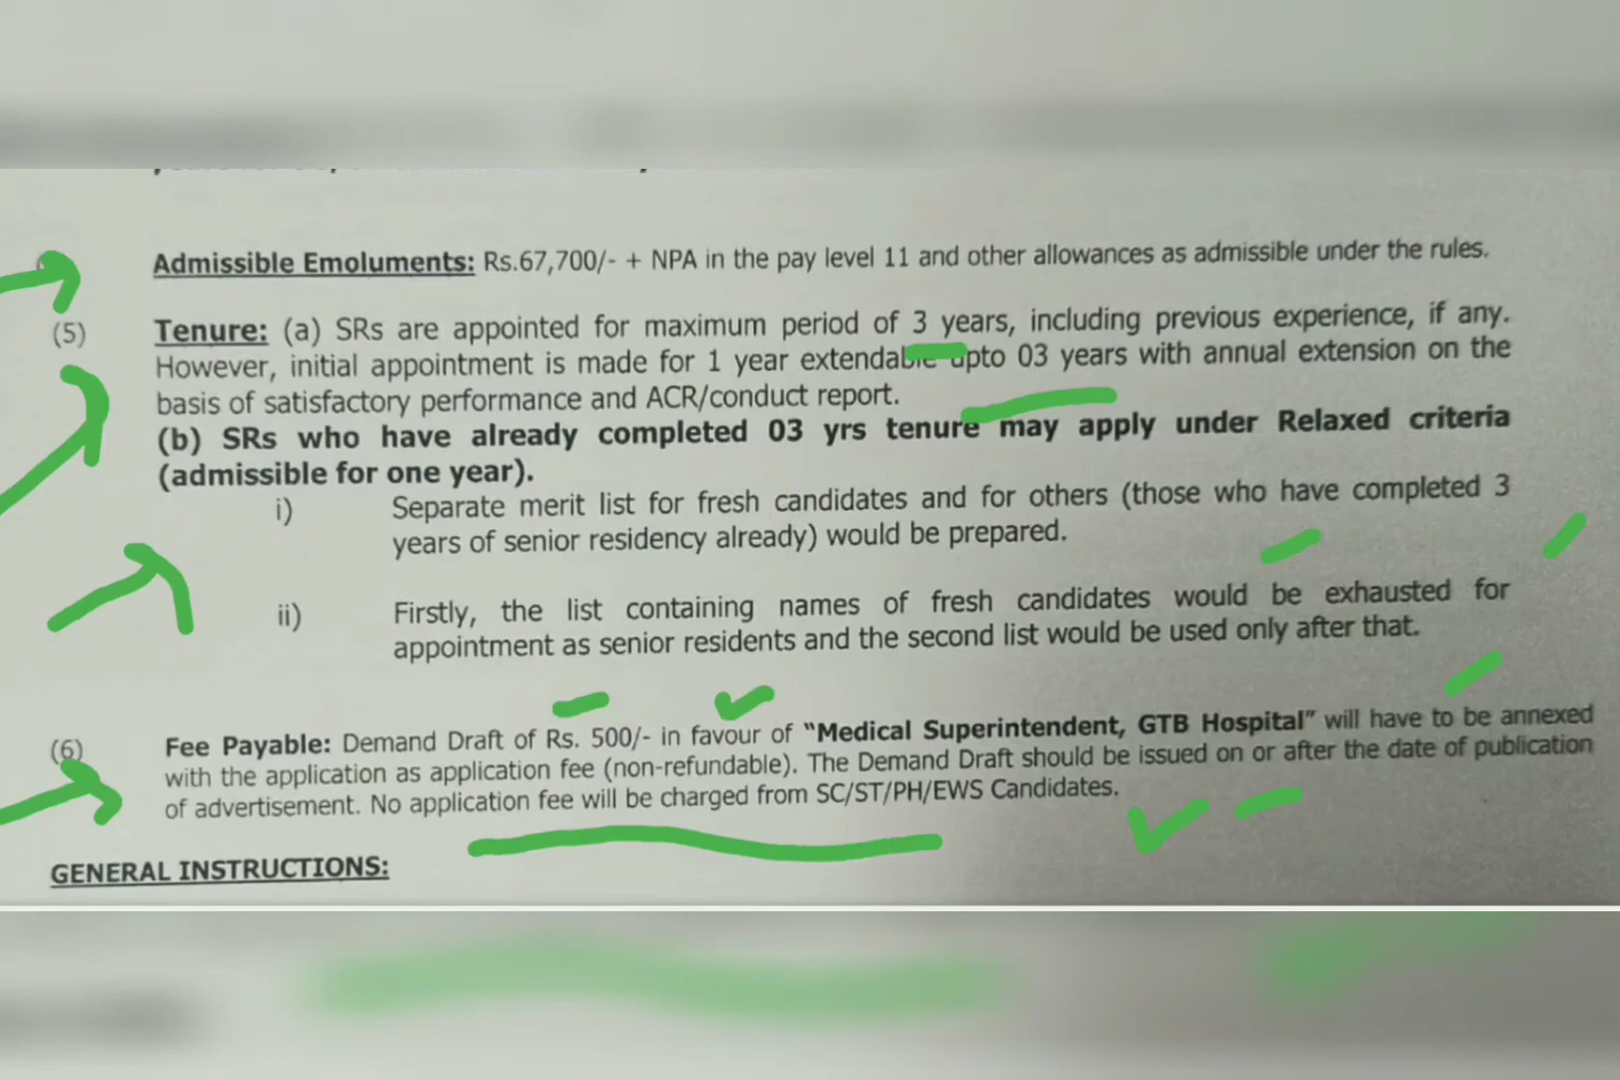 Admissible Emoluments: Rs.67,700/- + NPA in the pay level 11 and other allowances as admissible under the rules.
(5) Tenure: (a) SRs are appointed for maximum period of 3 years, including previous experience, if any.
However, initial appointment is made for 1 year extendable upto 03 years with annual extension on the
basis of satisfactory performance and ACR/conduct report.
(b) SRs who have already completed 03 yrs tenure may apply under Relaxed criteria
(admissible for one year).
i) Separate merit list for fresh candidates and for others (those who have completed 3
years of senior residency already) would be prepared.
ii) Firstly, the list containing names of fresh candidates would be exhausted for
appointment as senior residents and the second list would be used only after that.
(6) Fee Payable: Demand Draft of Rs. 500/- in favour of "Medical Superintendent, GTB Hospital" will have to be annexed
with the application as application fee (non-refundable). The Demand Draft should be issued on or after the date of publication
of advertisement. No application fee will be charged from SC/ST/PH/EWS Candidates.
GENERAL INSTRUCTIONS: